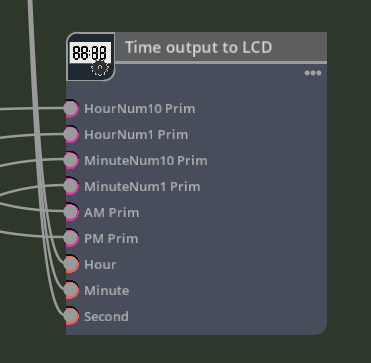 88:88
Time output to LCD
HourNum10 Prim
HourNum1 Prim
MinuteNum10 Prim
MinuteNum1 Prim
AM Prim
PM Prim
Hour
Minute
Second